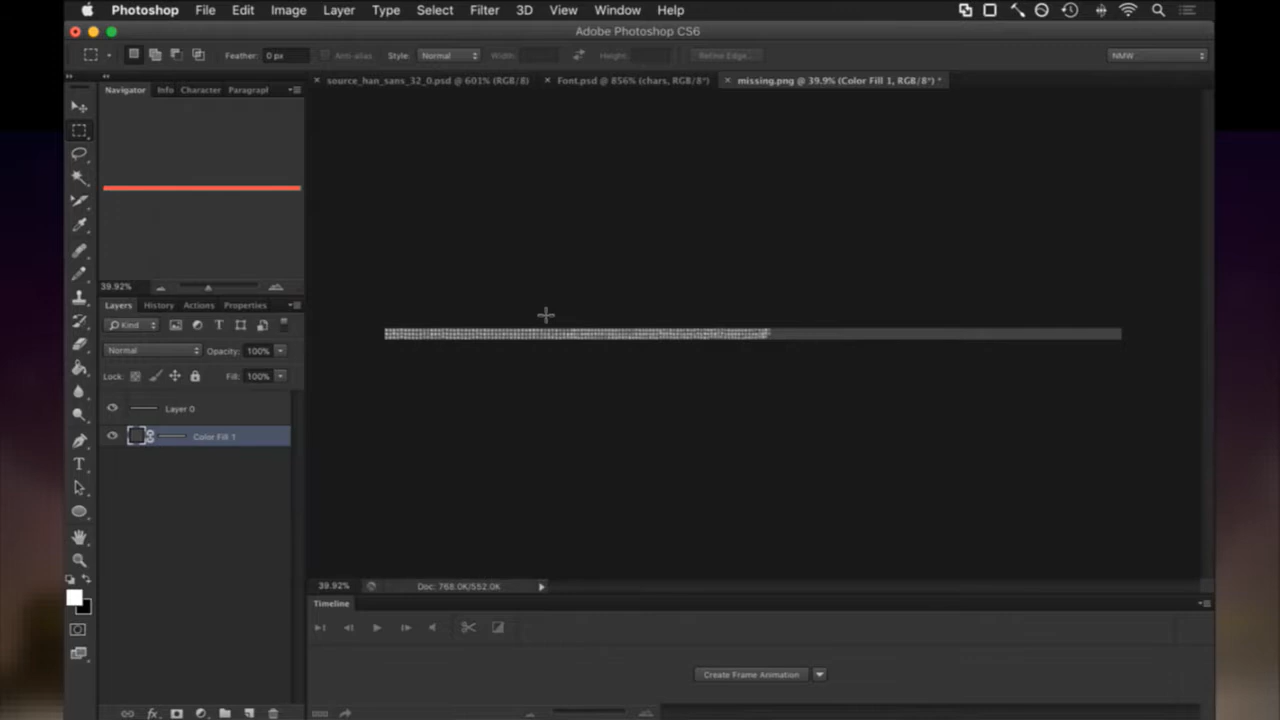 Photoshop File Edit Image Layer Type Select Filter 3D View Window Help
Adobe Photoshop CS6
Feather: 0 px Anti-alias Style: Normal Width: Height: Refine Edge... NMW
source_han_sans_32_0.psd @ 601% (RGB/8) Font.psd @ 856% (chars, RGB/8*) missing.png @ 39.9% (Color Fill 1, RGB/8*) *
Navigator Info Character Paragraph
39.92%
Layers History Actions Properties
Kind
Normal Opacity: 100%
Lock: Fill: 100%
Layer 0
Color Fill 1
39.92% Doc: 768.0K/552.0K
Timeline
Create Frame Animation